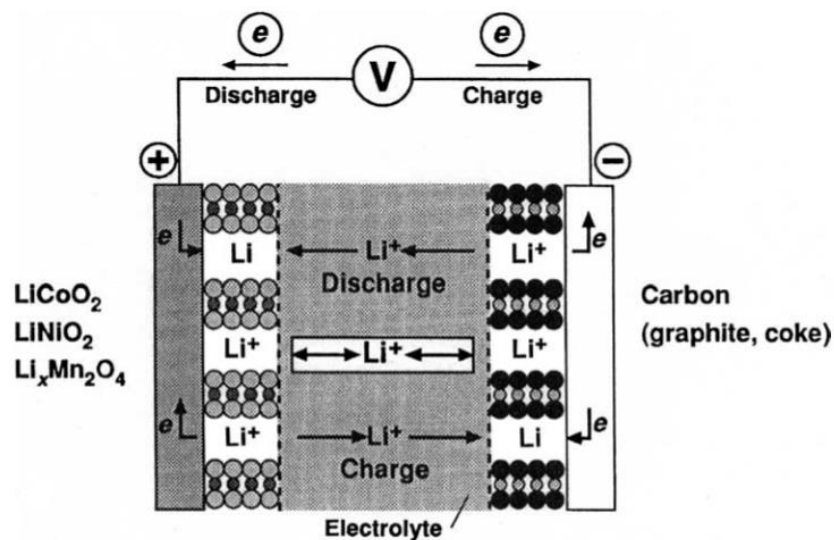 e e
V
Discharge Charge
+ −
e Li Li⁺ Li⁺ e
Discharge
LiCoO₂
LiNiO₂
LiₓMn₂O₄
Carbon
(graphite, coke)
Li⁺ Li⁺ Li⁺
e Li⁺ Li⁺ Li e
Charge
Electrolyte